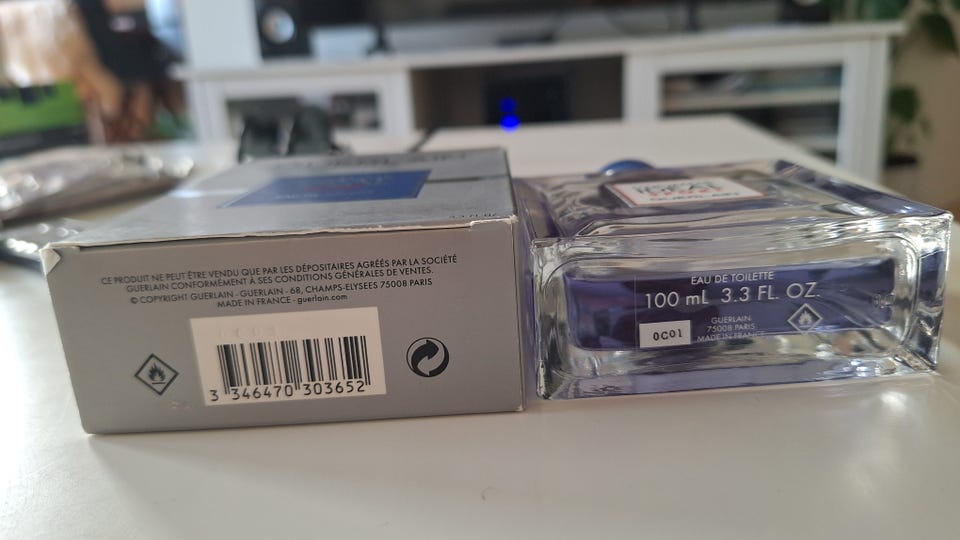 CE PRODUIT NE PEUT ÊTRE VENDU QUE PAR LES DÉPOSITAIRES AGRÉÉS PAR LA SOCIÉTÉ
GUERLAIN CONFORMÉMENT À SES CONDITIONS GÉNÉRALES DE VENTES.
© COPYRIGHT GUERLAIN - GUERLAIN - 68, CHAMPS-ELYSEES 75008 PARIS
MADE IN FRANCE - guerlain.com
3 346470 303652
EAU DE TOILETTE
100 mL 3.3 FL. OZ.
GUERLAIN
75008 PARIS
MADE IN FRANCE
0C01